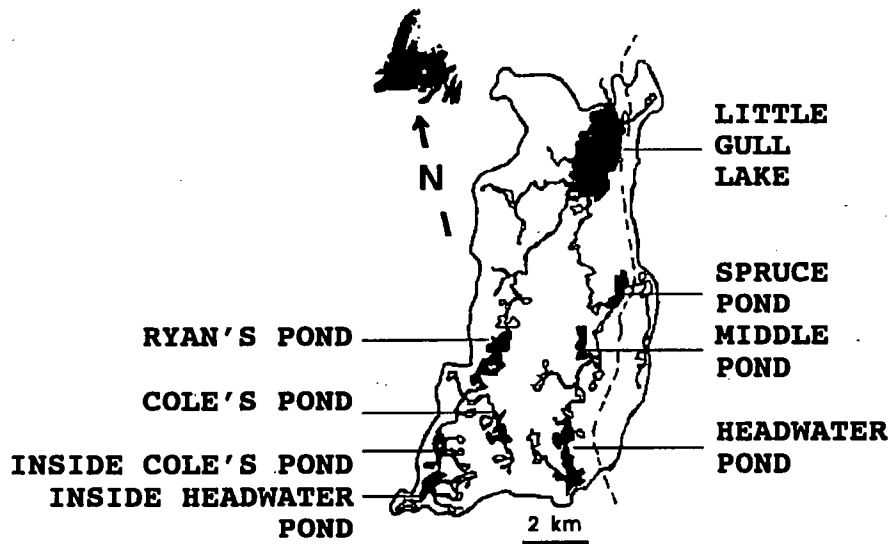 N
LITTLE
GULL
LAKE
SPRUCE
POND
MIDDLE
POND
HEADWATER
POND
RYAN'S POND
COLE'S POND
INSIDE COLE'S POND
INSIDE HEADWATER
POND
2 km